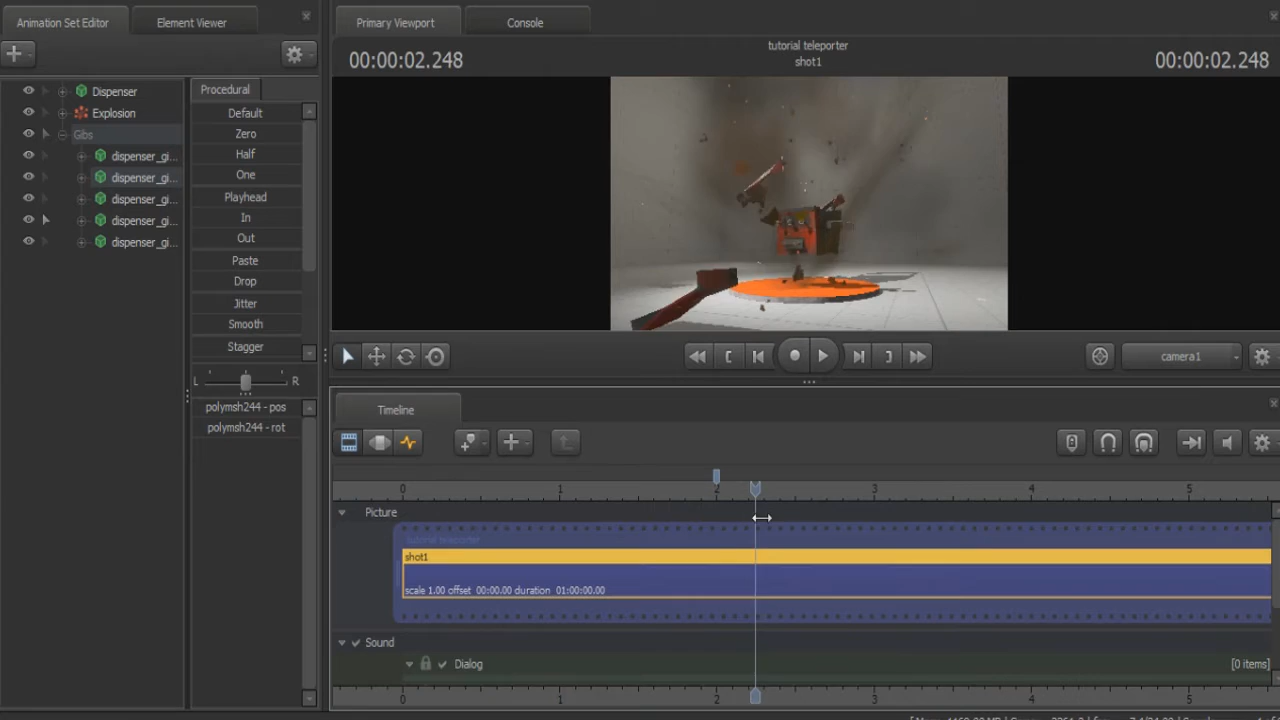 Animation Set Editor
Element Viewer
Primary Viewport
Console
00:00:02.248
tutorial teleporter
shot1
00:00:02.248
Dispenser
Explosion
Gibs
dispenser_gi...
dispenser_gi...
dispenser_gi...
dispenser_gi...
dispenser_gi...
Procedural
Default
Zero
Half
One
Playhead
In
Out
Paste
Drop
Jitter
Smooth
Stagger
L R
polymsh244 - pos
polymsh244 - rot
camera1
Timeline
0 1 2 3 4 5
Picture
tutorial teleporter
shot1
scale 1.00 offset 00:00.00 duration 01:00:00.00
Sound
Dialog
[0 items]
0 1 2 3 4 5